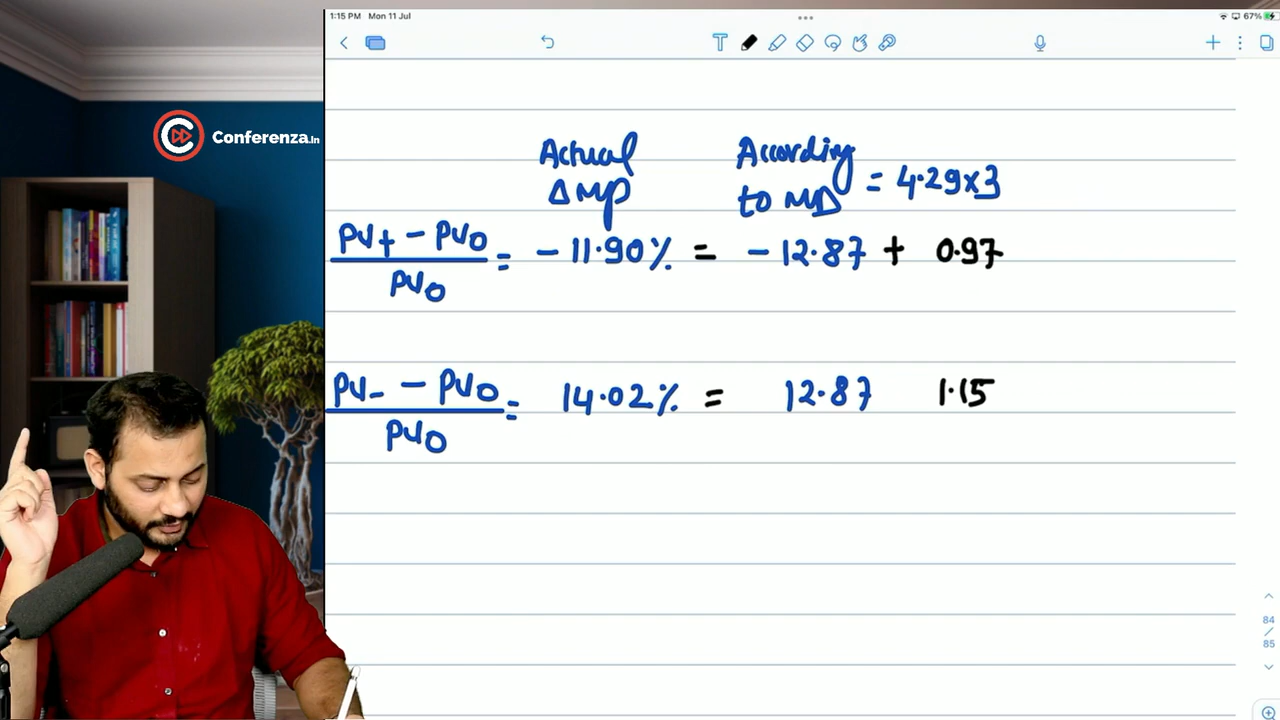 1:15 PM Mon 11 Jul
67%
Conferenza.in
Actual ΔMP
According to MD = 4.29x3
PV+ - PV0 / PV0 = - 11.90% = - 12.87 + 0.97
PV- - PV0 / PV0 = 14.02% = 12.87 1.15
84 / 85